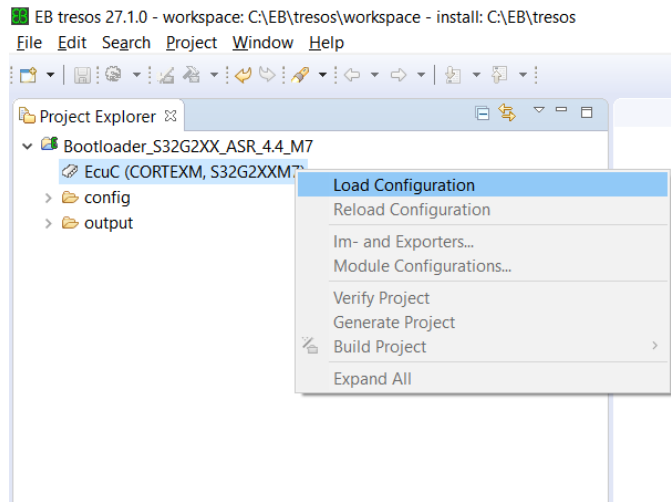 EB tresos 27.1.0 - workspace: C:\EB\tresos\workspace - install: C:\EB\tresos
File Edit Search Project Window Help
Project Explorer
Bootloader_S32G2XX_ASR_4.4_M7
EcuC (CORTEXM, S32G2XXM7)
config
output
Load Configuration
Reload Configuration
Im- and Exporters...
Module Configurations...
Verify Project
Generate Project
Build Project
Expand All